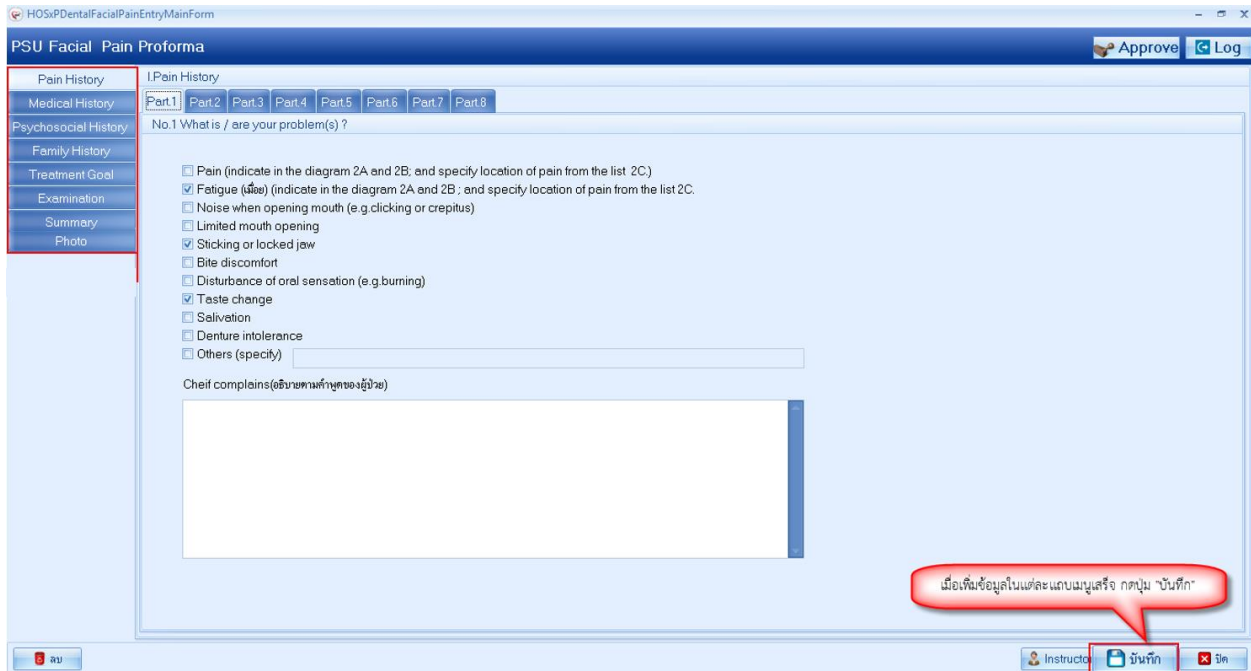 HOSxPDentalFacialPainEntryMainForm
PSU Facial Pain Proforma
Approve
Log
Pain History
Medical History
Psychosocial History
Family History
Treatment Goal
Examination
Summary
Photo
I.Pain History
Part.1 Part.2 Part.3 Part.4 Part.5 Part.6 Part.7 Part.8
No.1 What is / are your problem(s) ?
Pain (indicate in the diagram 2A and 2B; and specify location of pain from the list 2C.)
Fatigue (เมื่อย) (indicate in the diagram 2A and 2B ; and specify location of pain from the list 2C.
Noise when opening mouth (e.g.clicking or crepitus)
Limited mouth opening
Sticking or locked jaw
Bite discomfort
Disturbance of oral sensation (e.g.burning)
Taste change
Salivation
Denture intolerance
Others (specify)
Cheif complains(อธิบายตามคำพูดของผู้ป่วย)
เมื่อเพิ่มข้อมูลในแต่ละแถบเมนูเสร็จ กดปุ่ม "บันทึก"
ลบ
Instructo
บันทึก
ปิด